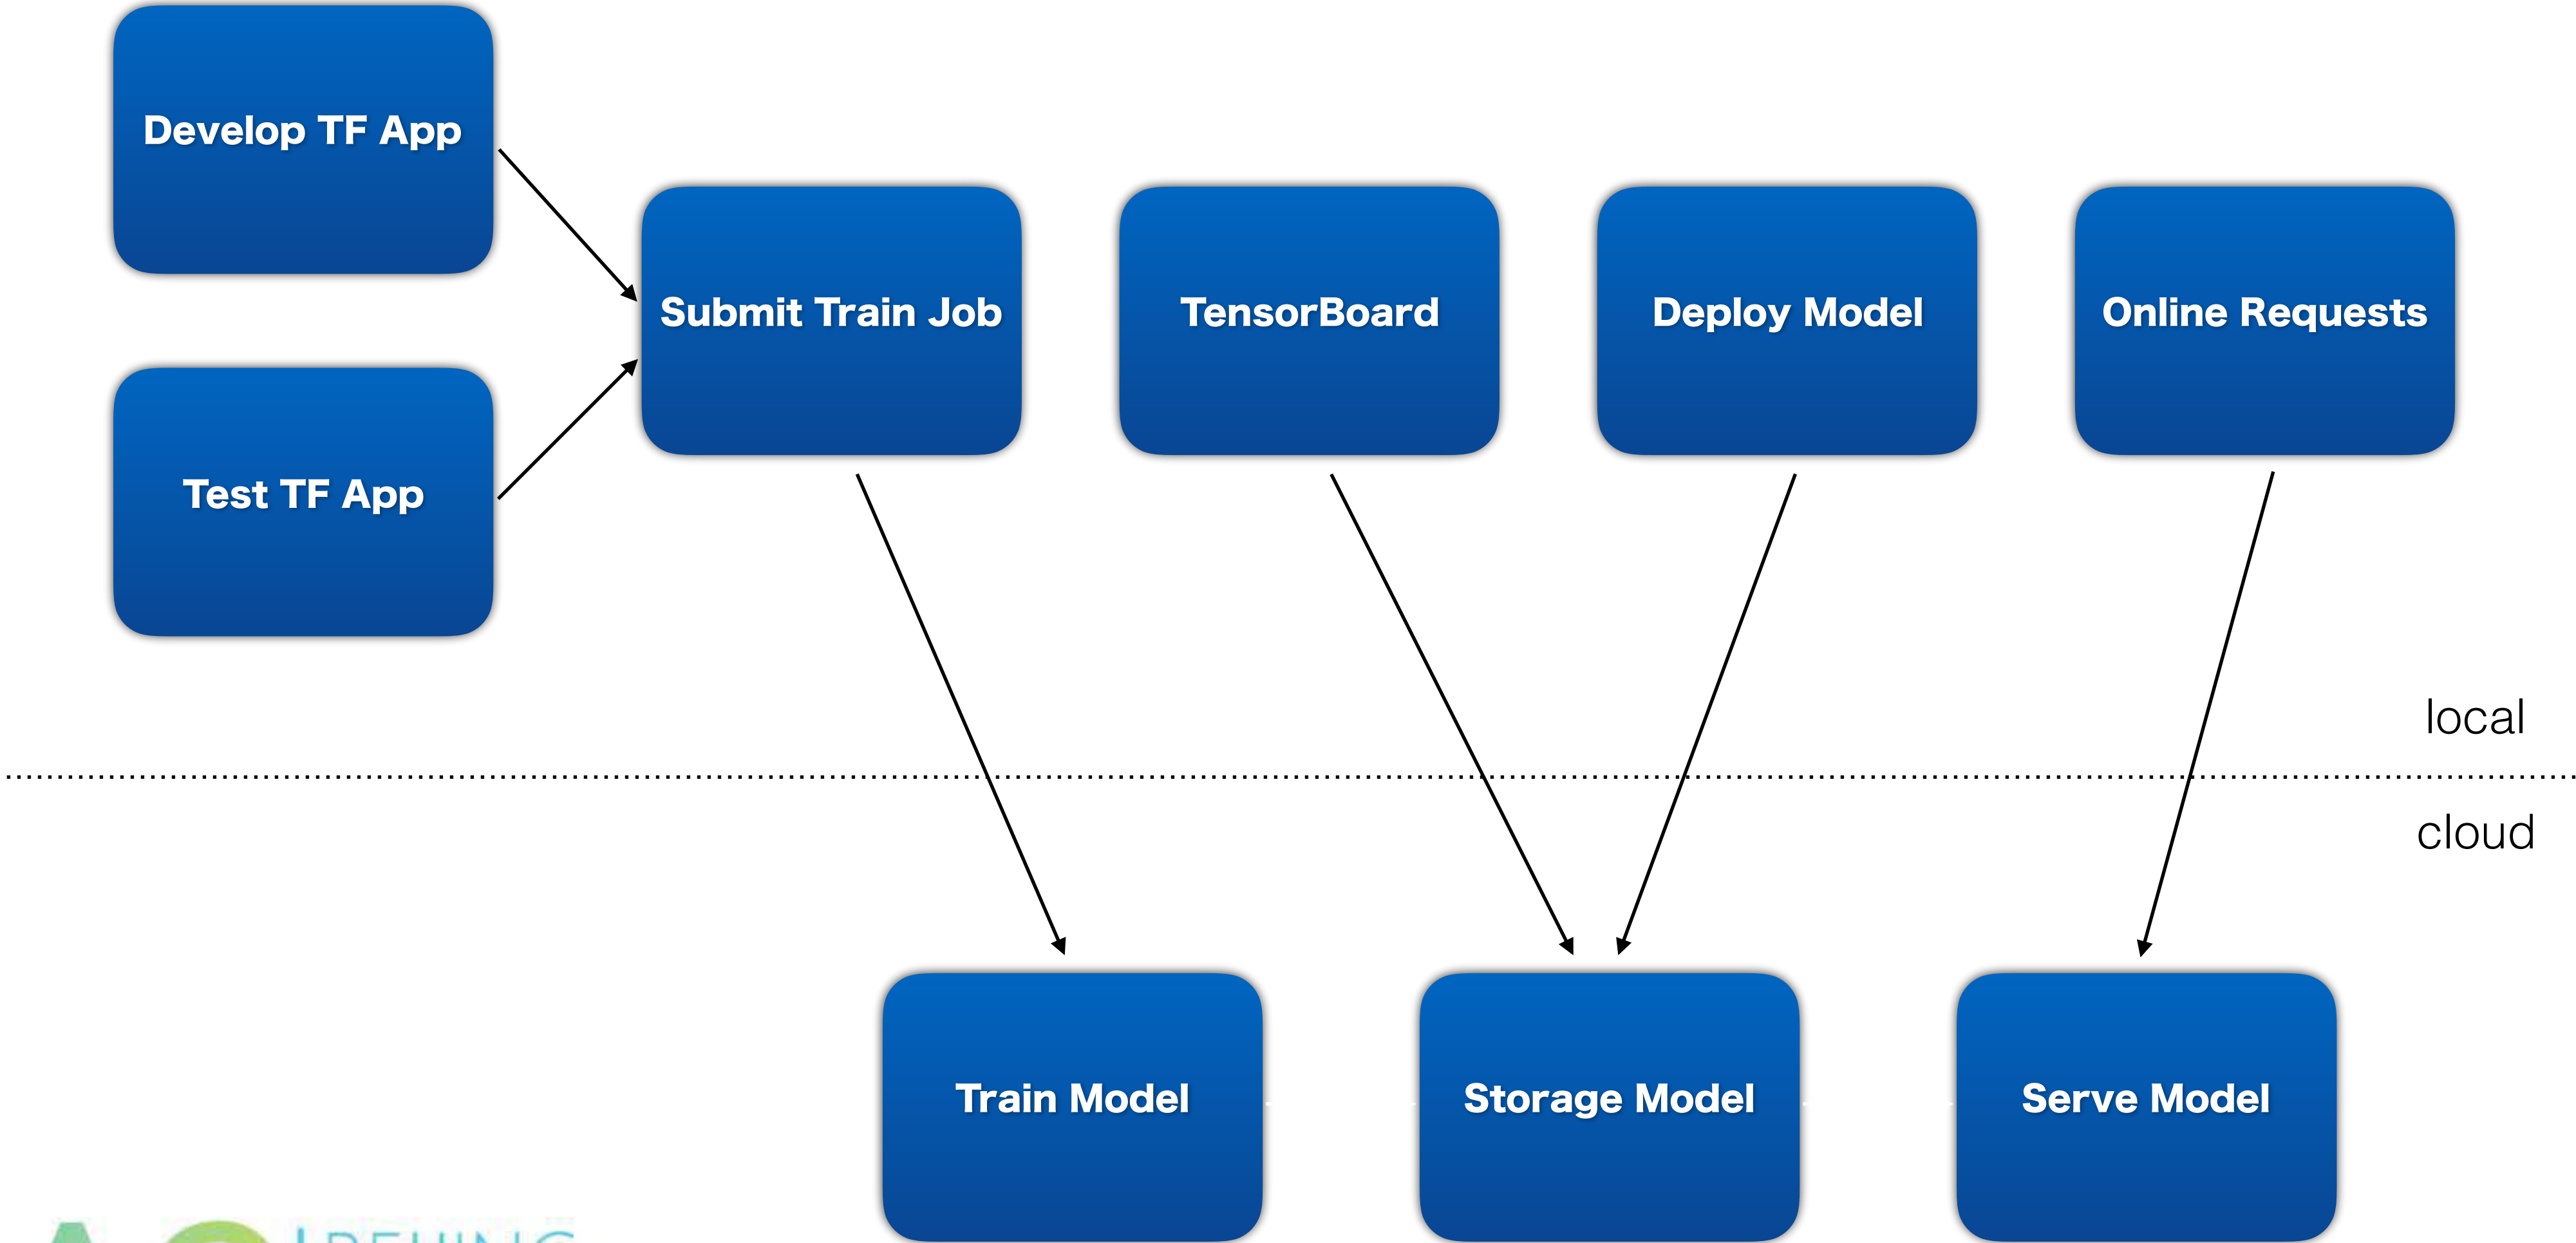 Develop TF App
Submit Train Job
TensorBoard
Deploy Model
Online Requests
Test TF App
local
cloud
Train Model
Storage Model
Serve Model
BEIJING